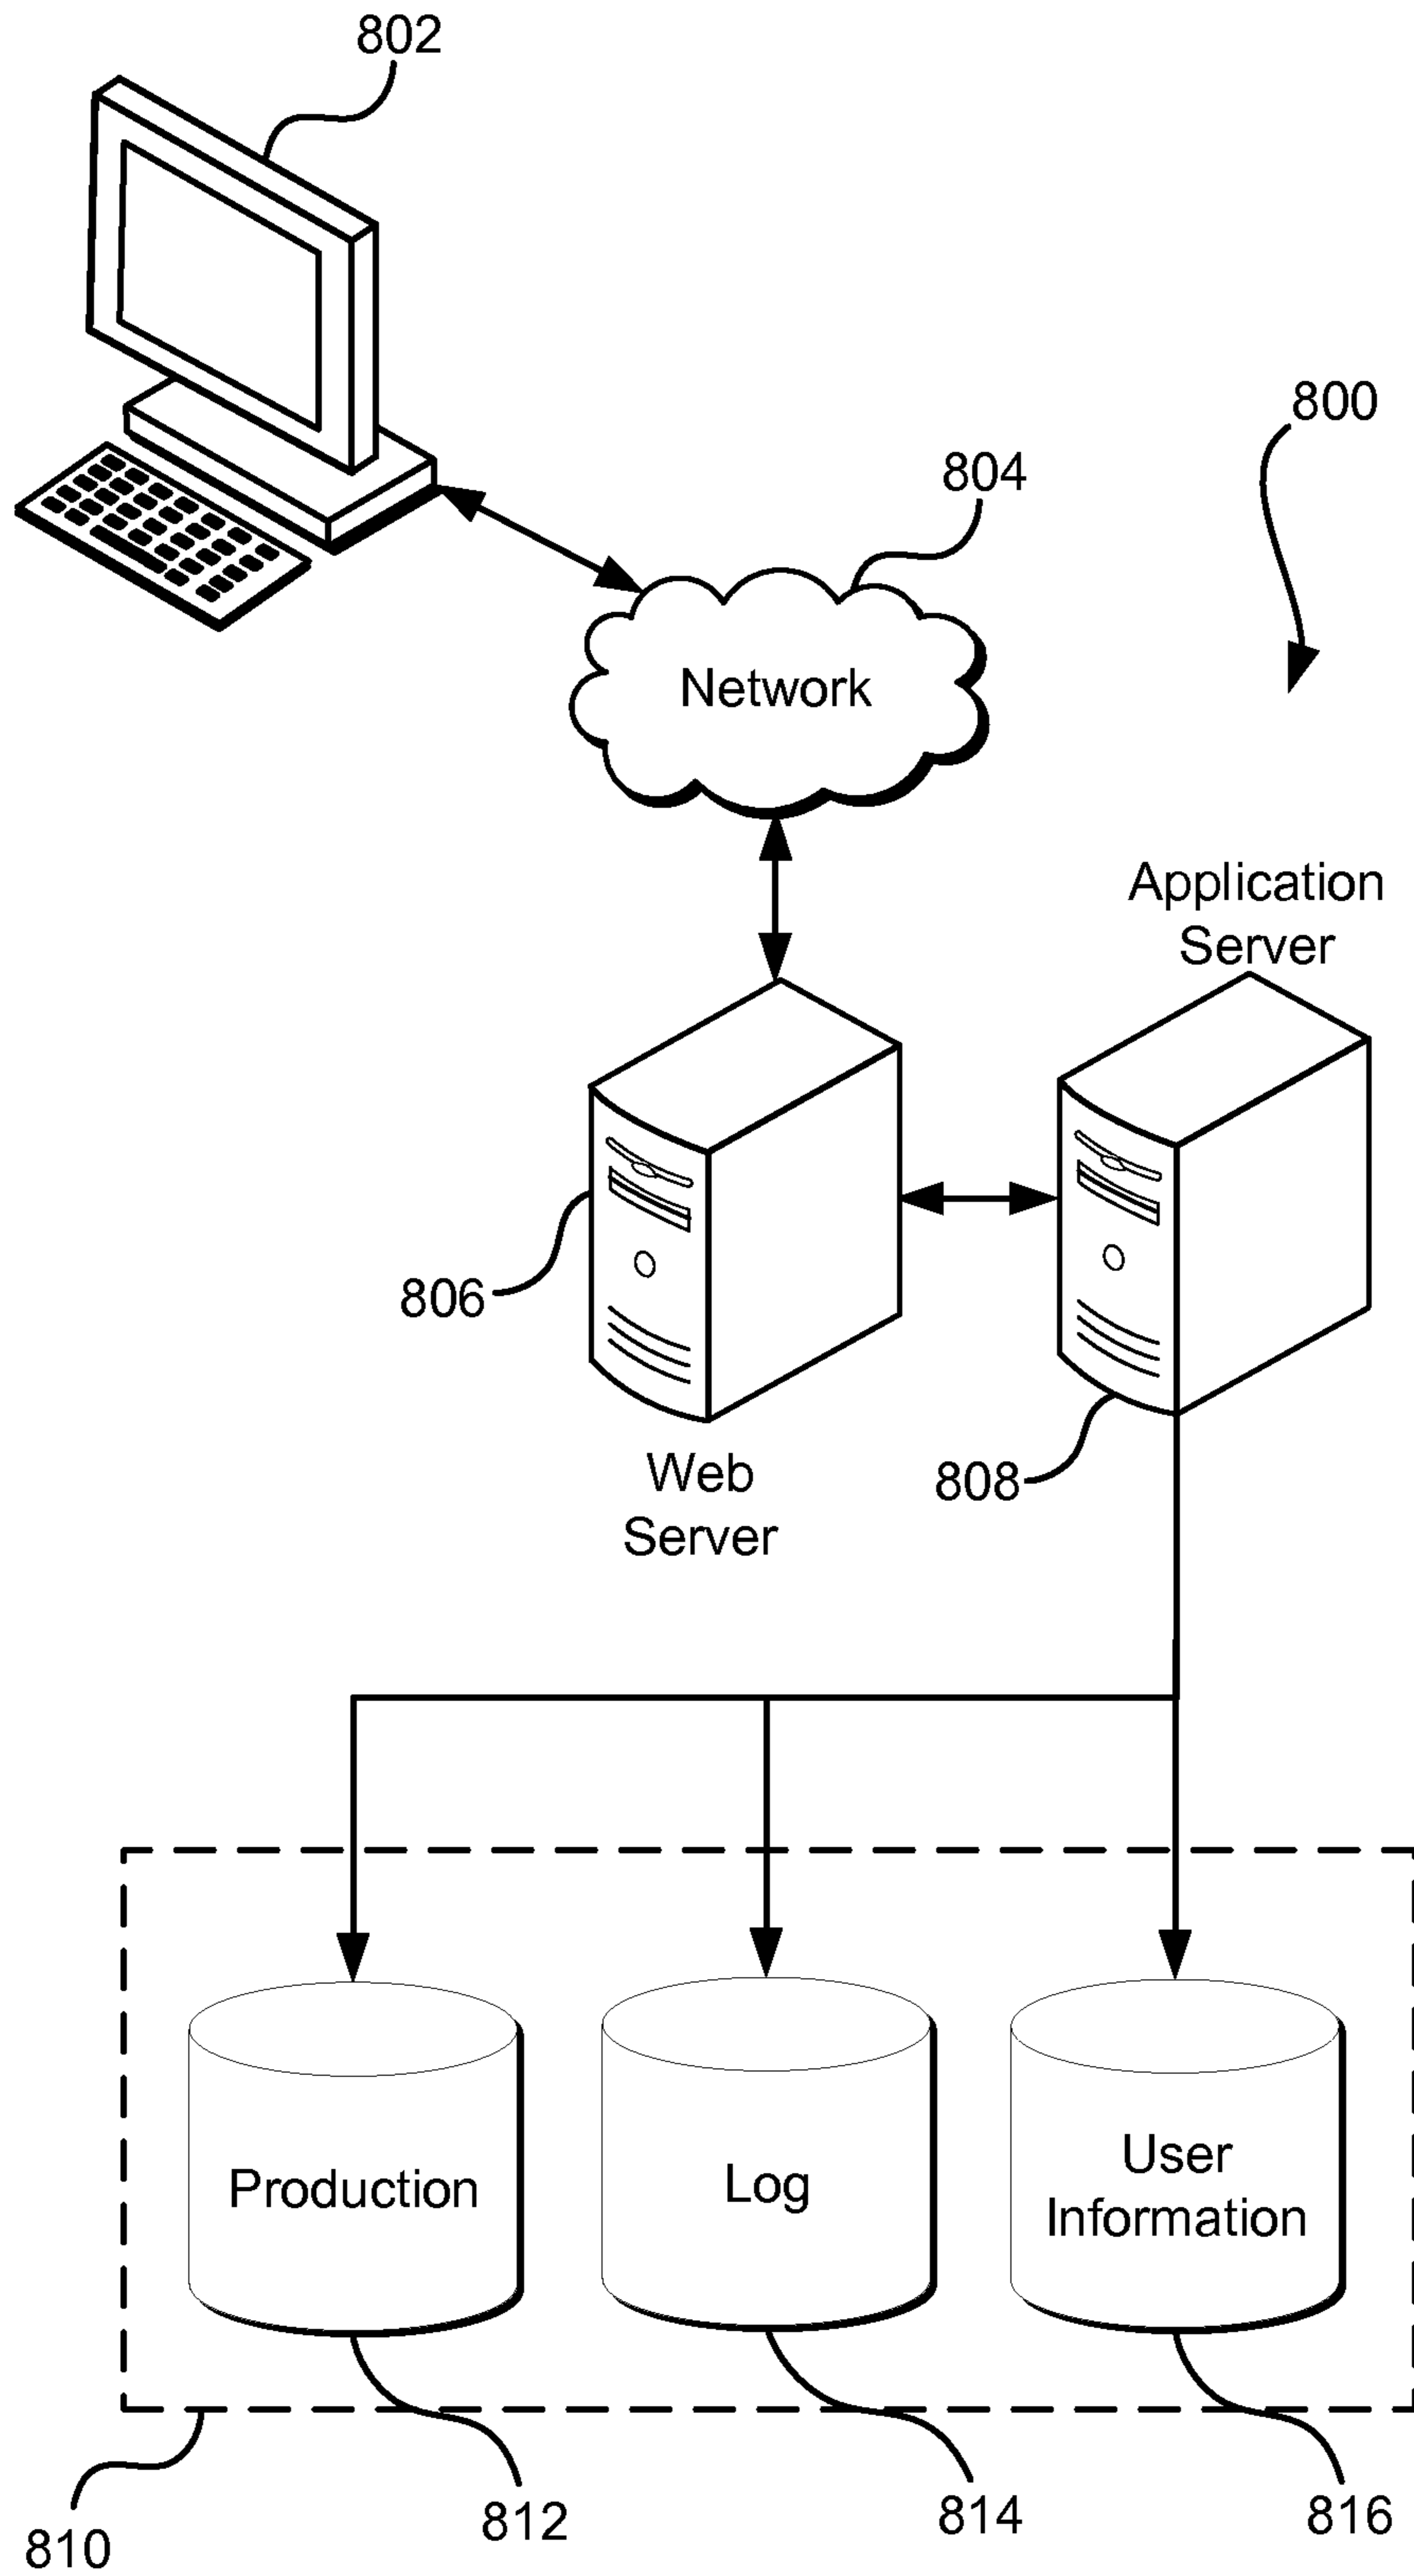 802
800
804
Network
Application
Server
806
Web
Server
808
Production
Log
User
Information
810
812
814
816